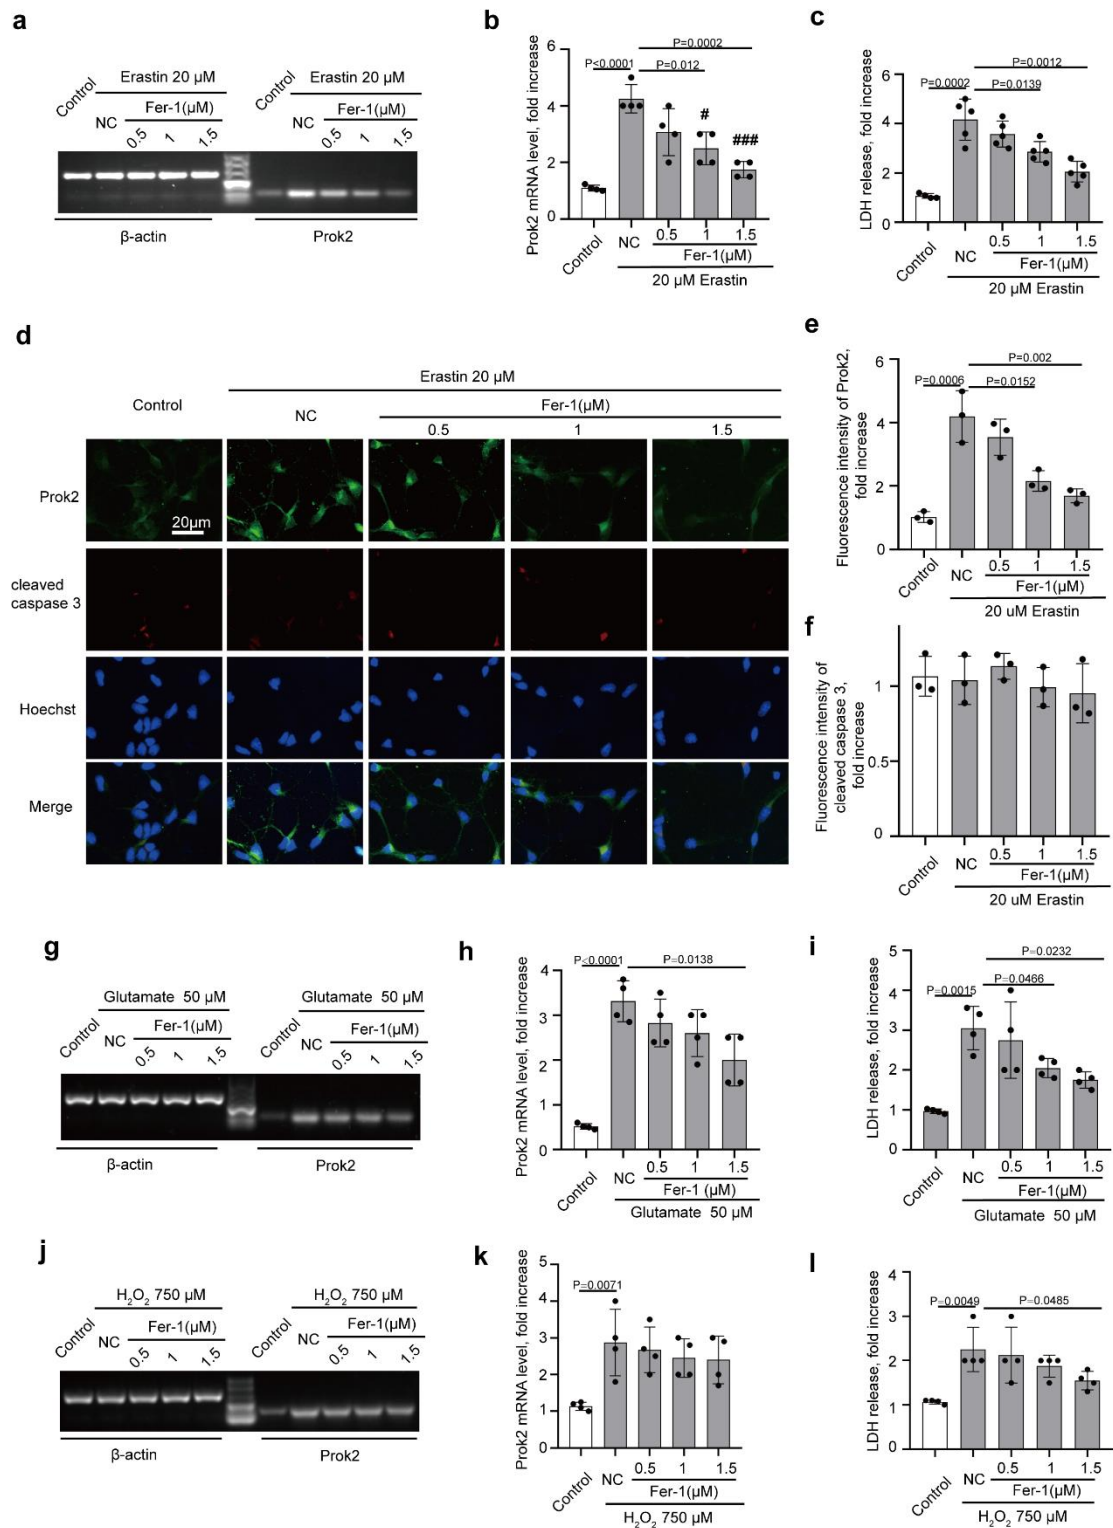 a
Control
Erastin 20 µM
Erastin 20 µM
Control
Fer-1(µM)
Fer-1(µM)
NC
0.5
1
1.5
NC
0.5
1
1.5
β-actin
Prok2
b
Prok2 mRNA level, fold increase
P=0.0002
P<0.0001
P=0.012
#
###
6
4
2
0
Control
NC
0.5
1
1.5
Fer-1(µM)
20 µM Erastin
c
LDH release, fold increase
P=0.0012
P=0.0002
P=0.0139
6
4
2
0
Control
NC
0.5
1
1.5
Fer-1(µM)
20 µM Erastin
d
Erastin 20 µM
Control
NC
Fer-1(µM)
0.5
1
1.5
Prok2
20µm
cleaved
caspase 3
Hoechst
Merge
e
Fluorescence intensity of Prok2,
fold increase
P=0.002
P=0.0006
P=0.0152
6
4
2
0
Control
NC
0.5
1
1.5
Fer-1(µM)
20 uM Erastin
f
Fluorescence intensity of
cleaved caspase 3,
fold increase
1
0.5
0
Control
NC
0.5
1
1.5
Fer-1(µM)
20 uM Erastin
g
Control
Glutamate 50 µM
Glutamate 50 µM
Control
Fer-1(µM)
Fer-1(µM)
NC
0.5
1
1.5
NC
0.5
1
1.5
β-actin
Prok2
h
Prok2 mRNA level, fold increase
P<0.0001
P=0.0138
4
3
2
1
0
Control
NC
0.5
1
1.5
Fer-1 (µM)
Glutamate 50 µM
i
LDH release, fold increase
P=0.0232
P=0.0466
P=0.0015
5
4
3
2
1
0
Control
NC
0.5
1
1.5
Fer-1(µM)
Glutamate 50 µM
j
Control
H₂O₂ 750 µM
H₂O₂ 750 µM
Control
Fer-1(µM)
Fer-1(µM)
NC
0.5
1
1.5
NC
0.5
1
1.5
β-actin
Prok2
k
Prok2 mRNA level, fold increase
P=0.0071
5
4
3
2
1
0
Control
NC
0.5
1
1.5
Fer-1(µM)
H₂O₂ 750 µM
l
LDH release, fold increase
P=0.0049
P=0.0485
4
3
2
1
0
Control
NC
0.5
1
1.5
Fer-1(µM)
H₂O₂ 750 µM